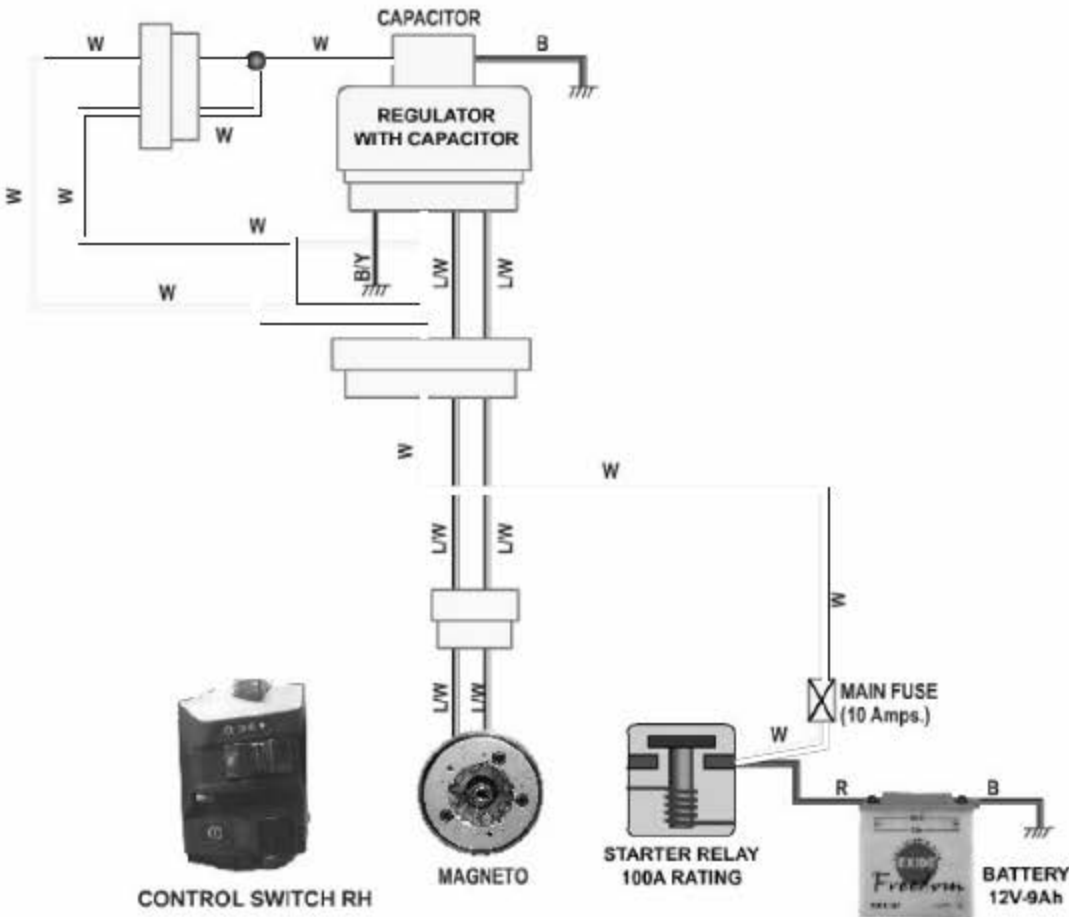 CAPACITOR
W
W
B
REGULATOR
WITH CAPACITOR
W
W
W
W
B/Y
L/W
L/W
W
W
W
L/W
L/W
W
L/W
L/W
MAIN FUSE
(10 Amps.)
W
R
B
EXIDE
STARTER RELAY
100A RATING
MAGNETO
BATTERY
12V-9Ah
CONTROL SWITCH RH